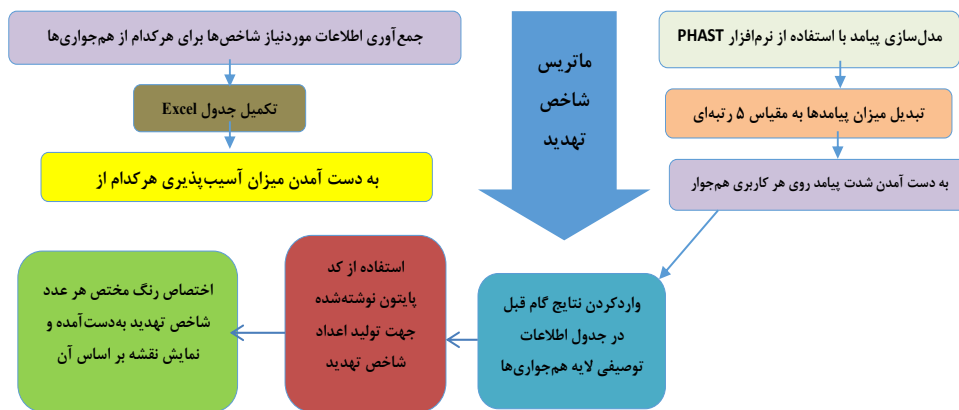 مدل‌سازی پیامد با استفاده از نرم‌افزار PHAST
تبدیل میزان پیامدها به مقیاس ۵ رتبه‌ای
به دست آمدن شدت پیامد روی هر کاربری هم‌جوار
ماتریس
شاخص
تهدید
جمع‌آوری اطلاعات موردنیاز شاخص‌ها برای هرکدام از هم‌جواری‌ها
تکمیل جدول Excel
به دست آمدن میزان آسیب‌پذیری هرکدام از
واردکردن نتایج گام قبل
در جدول اطلاعات
توصیفی لایه هم‌جواری‌ها
استفاده از کد
پایتون نوشته‌شده
جهت تولید اعداد
شاخص تهدید
اختصاص رنگ مختص هر عدد
شاخص تهدید به‌دست‌آمده و
نمایش نقشه بر اساس آن